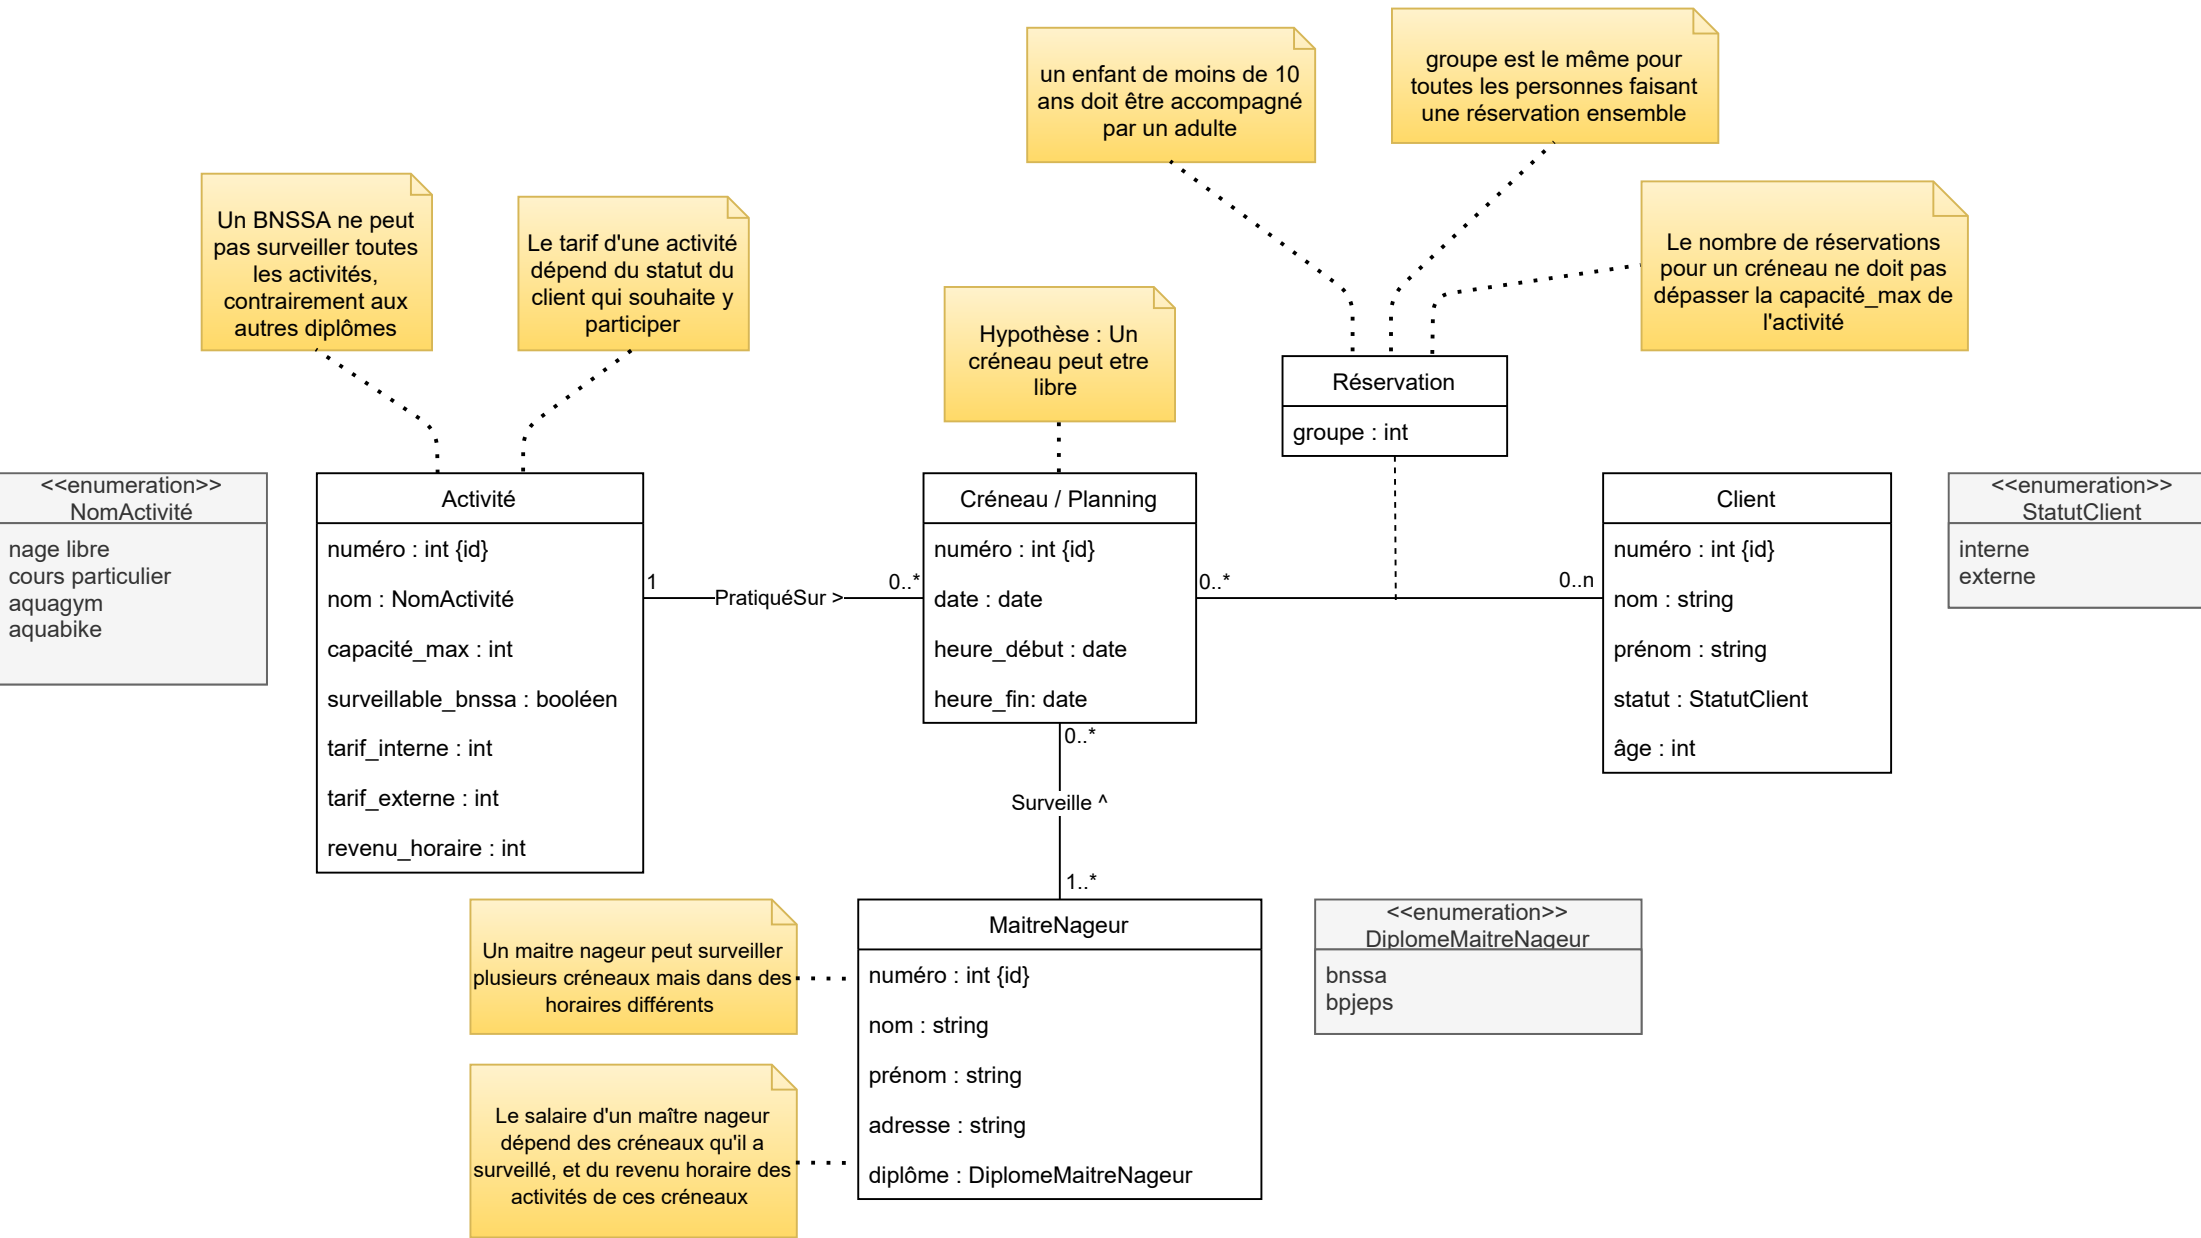 groupe est le même pour
toutes les personnes faisant
une réservation ensemble
un enfant de moins de 10
ans doit être accompagné
par un adulte
Un BNSSA ne peut
pas surveiller toutes
les activités,
contrairement aux
autres diplômes
Le tarif d'une activité
dépend du statut du
client qui souhaite y
participer
Le nombre de réservations
pour un créneau ne doit pas
dépasser la capacité_max de
l'activité
Hypothèse : Un
créneau peut etre
libre
Réservation
groupe : int
<<enumeration>>
NomActivité
nage libre
cours particulier
aquagym
aquabike
Activité
numéro : int {id}
nom : NomActivité
capacité_max : int
surveillable_bnssa : booléen
tarif_interne : int
tarif_externe : int
revenu_horaire : int
1
PratiquéSur >
0..*
Créneau / Planning
numéro : int {id}
date : date
heure_début : date
heure_fin: date
0..*
0..n
Client
numéro : int {id}
nom : string
prénom : string
statut : StatutClient
âge : int
<<enumeration>>
StatutClient
interne
externe
0..*
Surveille ^
1..*
Un maitre nageur peut surveiller
plusieurs créneaux mais dans des
horaires différents
Le salaire d'un maître nageur
dépend des créneaux qu'il a
surveillé, et du revenu horaire des
activités de ces créneaux
MaitreNageur
numéro : int {id}
nom : string
prénom : string
adresse : string
diplôme : DiplomeMaitreNageur
<<enumeration>>
DiplomeMaitreNageur
bnssa
bpjeps